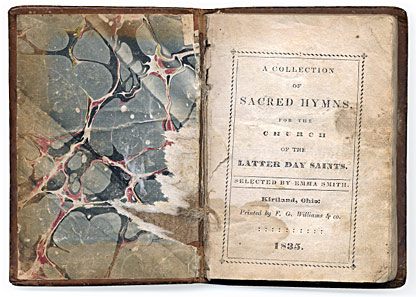 A COLLECTION
OF
SACRED HYMNS,
FOR THE
CHURCH
OF THE
LATTER DAY SAINTS.
SELECTED BY EMMA SMITH.
Kirtland, Ohio:
Printed by F. G. Williams & co.
1835.